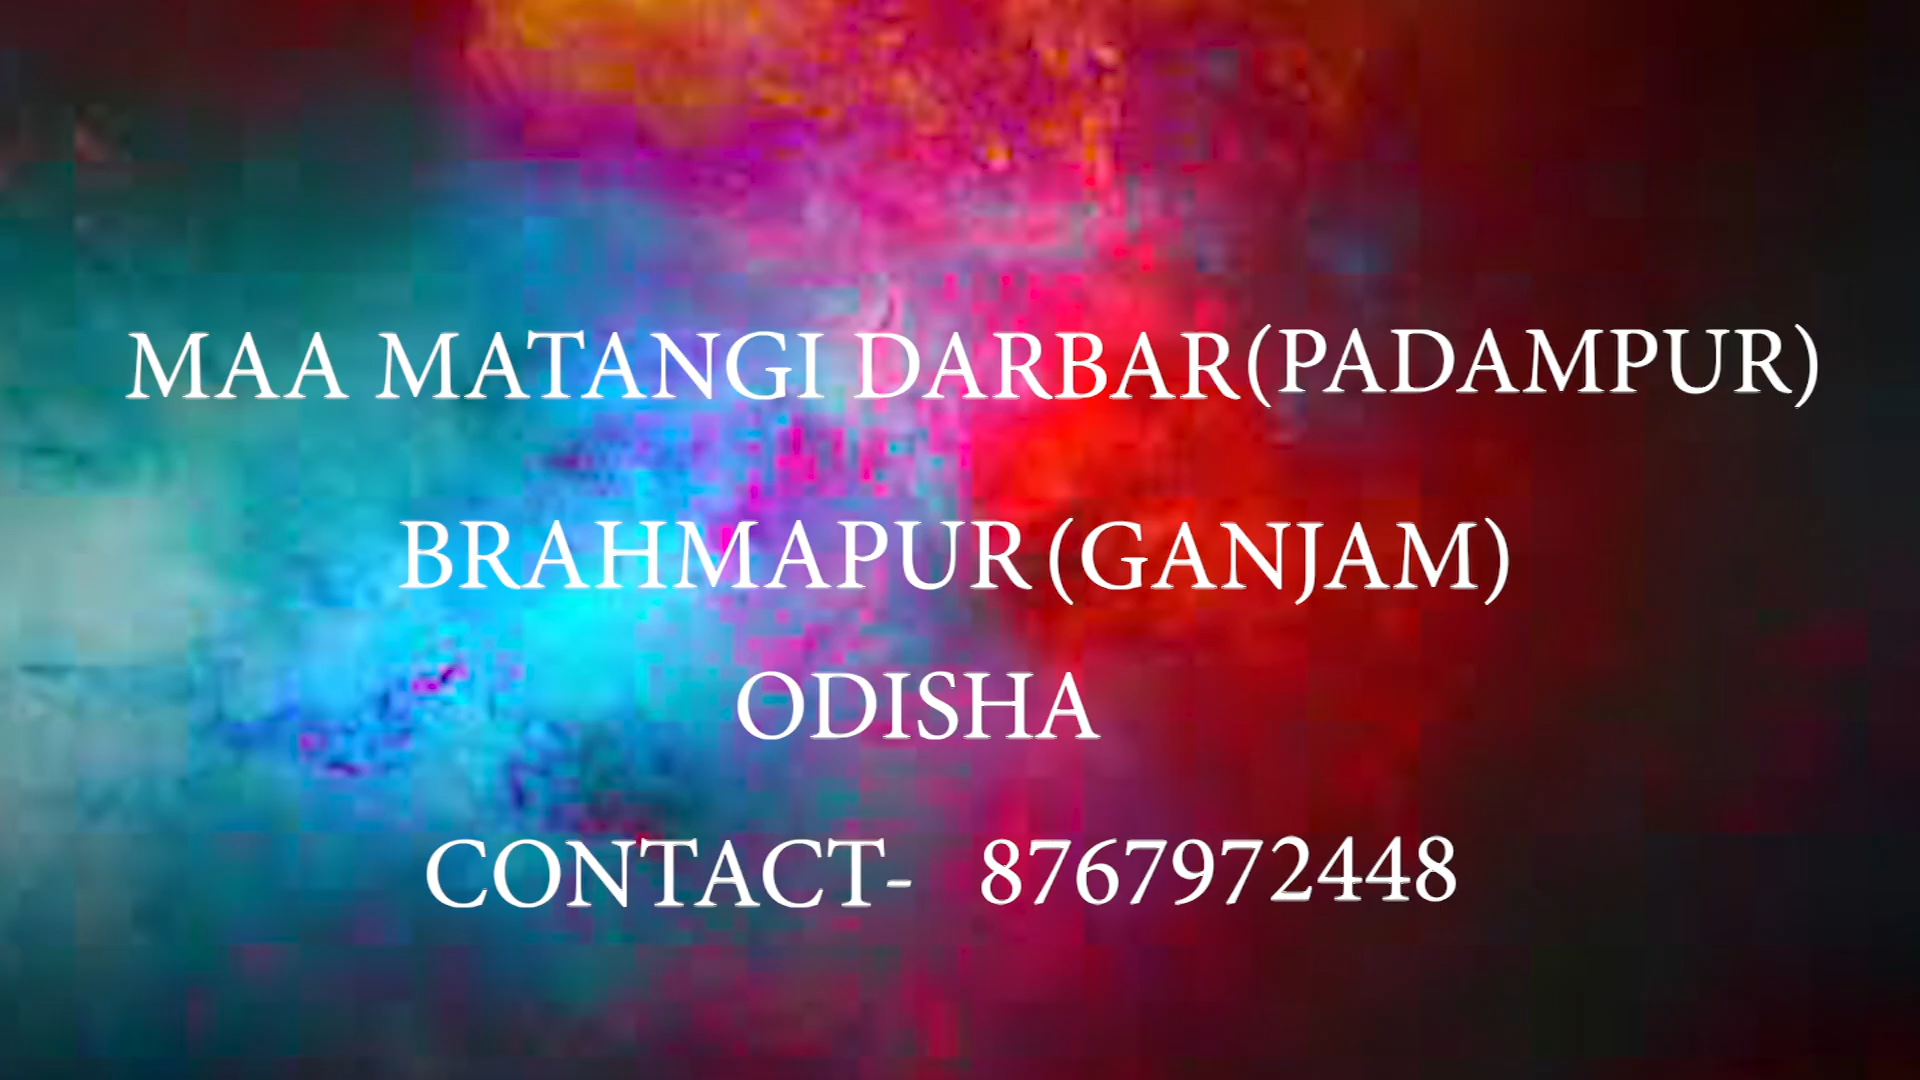 MAA MATANGI DARBAR(PADAMPUR)
BRAHMAPUR(GANJAM)
ODISHA
CONTACT- 8767972448